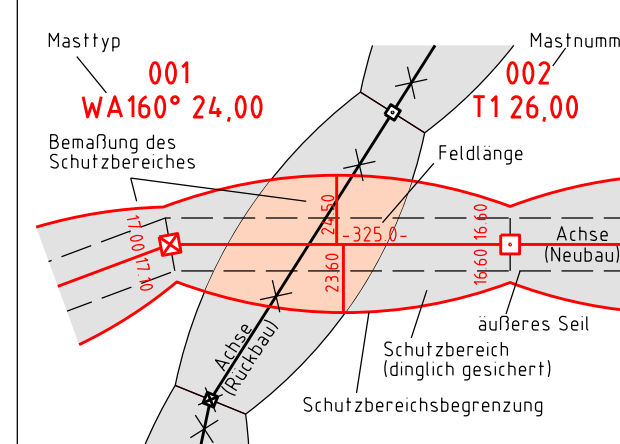 Masttyp
Mastnumm
001
WA160° 24,00
002
T1 26,00
Bemaßung des
Schutzbereiches
Feldlänge
17.00 17.10
24.50
23.60
-325.0-
16.60 16.60
Achse
(Neubau)
äußeres Seil
Achse
(Rückbau)
Schutzbereich
(dinglich gesichert)
Schutzbereichsbegrenzung